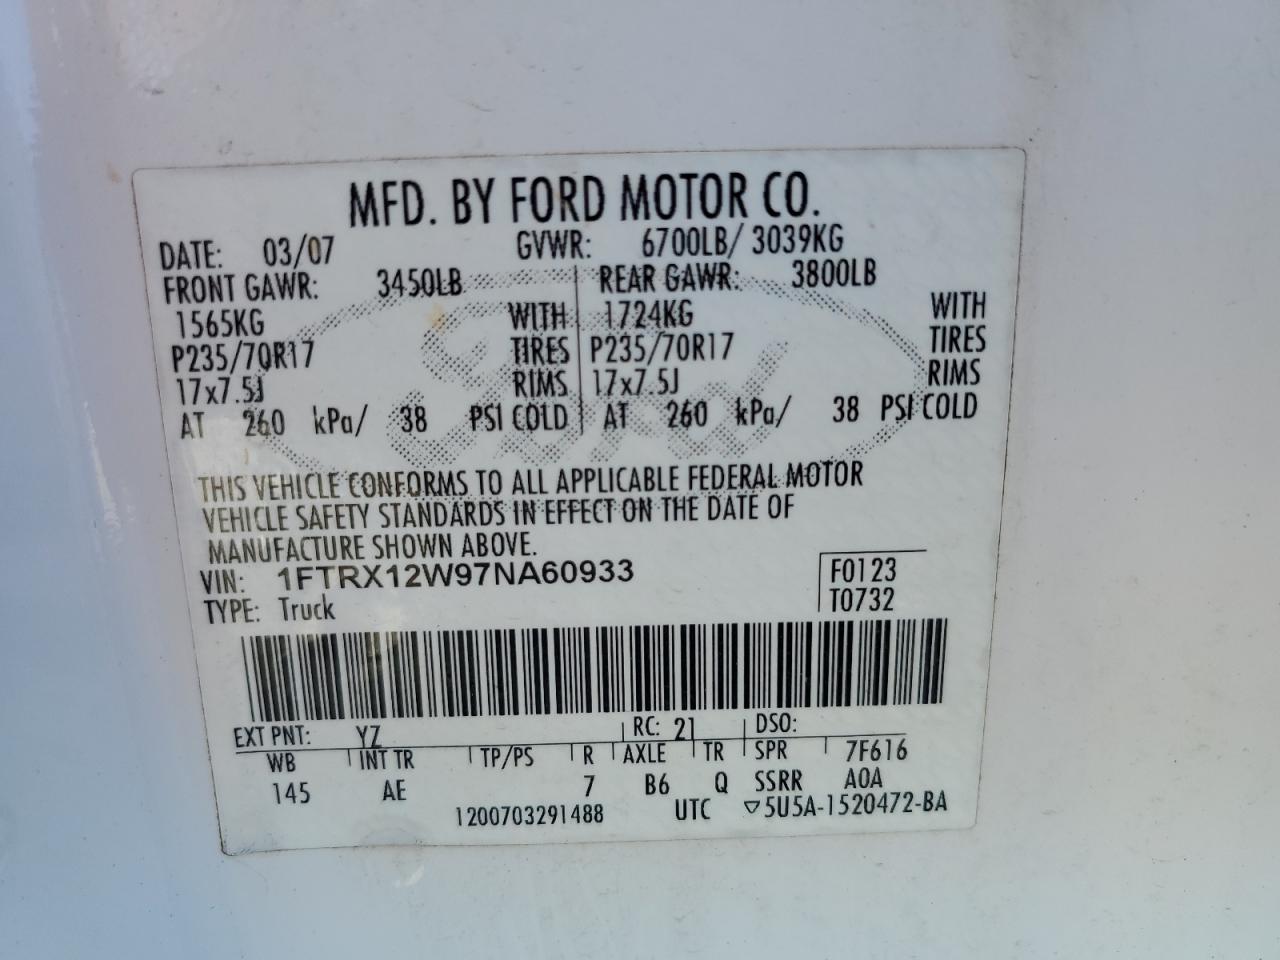 MFD. BY FORD MOTOR CO.
DATE: 03/07 GVWR: 6700LB/ 3039KG
FRONT GAWR: 3450LB REAR GAWR: 3800LB
1565KG WITH 1724KG WITH
P235/70R17 TIRES P235/70R17 TIRES
17x7.5J RIMS 17x7.5J RIMS
AT 260 kPa/ 38 PSI COLD AT 260 kPa/ 38 PSI COLD
Ford
THIS VEHICLE CONFORMS TO ALL APPLICABLE FEDERAL MOTOR
VEHICLE SAFETY STANDARDS IN EFFECT ON THE DATE OF
MANUFACTURE SHOWN ABOVE.
VIN: 1FTRX12W97NA60933 F0123
TYPE: Truck T0732
EXT PNT: YZ RC: 21 DSO:
WB INT TR TP/PS R AXLE TR SPR 7F616
145 AE 7 B6 Q SSRR A0A
1200703291488 UTC ▽5U5A-1520472-BA